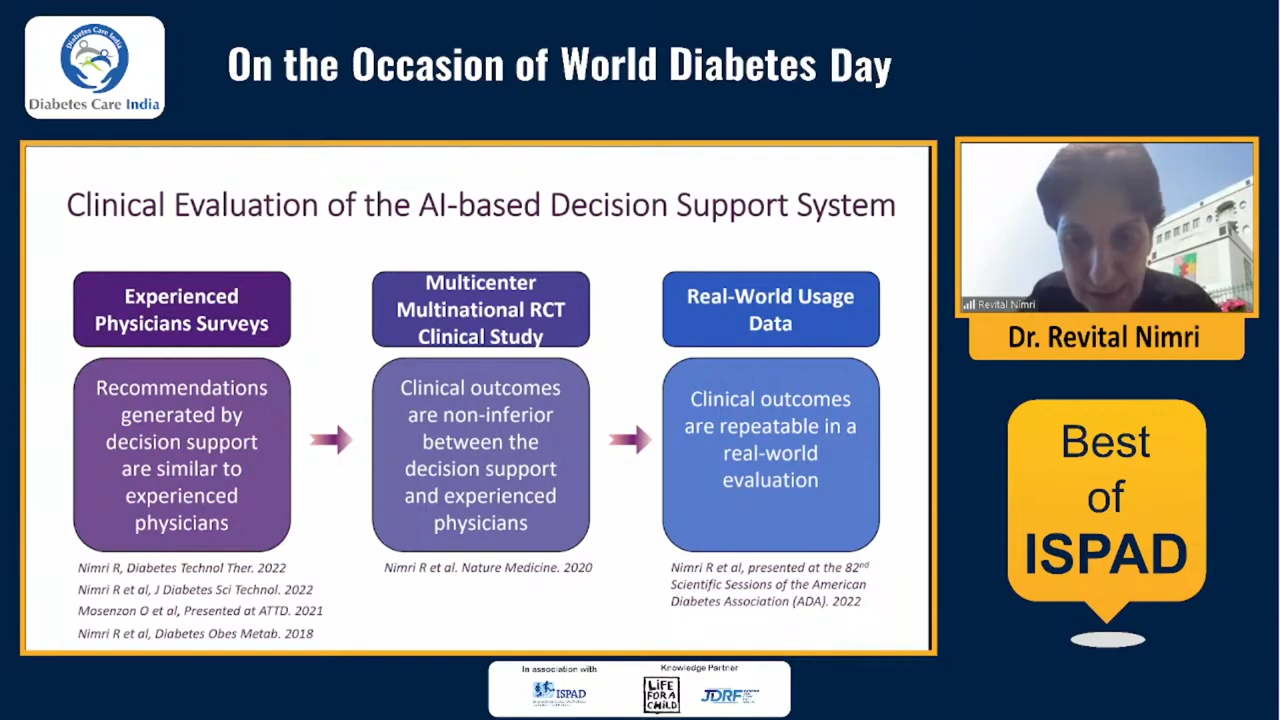 Diabetes Care India
Diabetes Care India
On the Occasion of World Diabetes Day
Clinical Evaluation of the AI-based Decision Support System
Experienced
Physicians Surveys
Recommendations
generated by
decision support
are similar to
experienced
physicians
Nimri R, Diabetes Technol Ther. 2022
Nimri R et al, J Diabetes Sci Technol. 2022
Mosenzon O et al, Presented at ATTD. 2021
Nimri R et al, Diabetes Obes Metab. 2018
Multicenter
Multinational RCT
Clinical Study
Clinical outcomes
are non-inferior
between the
decision support
and experienced
physicians
Nimri R et al. Nature Medicine. 2020
Real-World Usage
Data
Clinical outcomes
are repeatable in a
real-world
evaluation
Nimri R et al, presented at the 82nd
Scientific Sessions of the American
Diabetes Association (ADA). 2022
Revital Nimri
Dr. Revital Nimri
Best
of
ISPAD
In association with
ISPAD
Knowledge Partner
LiFE
FOR A
CHiLD
JDRF